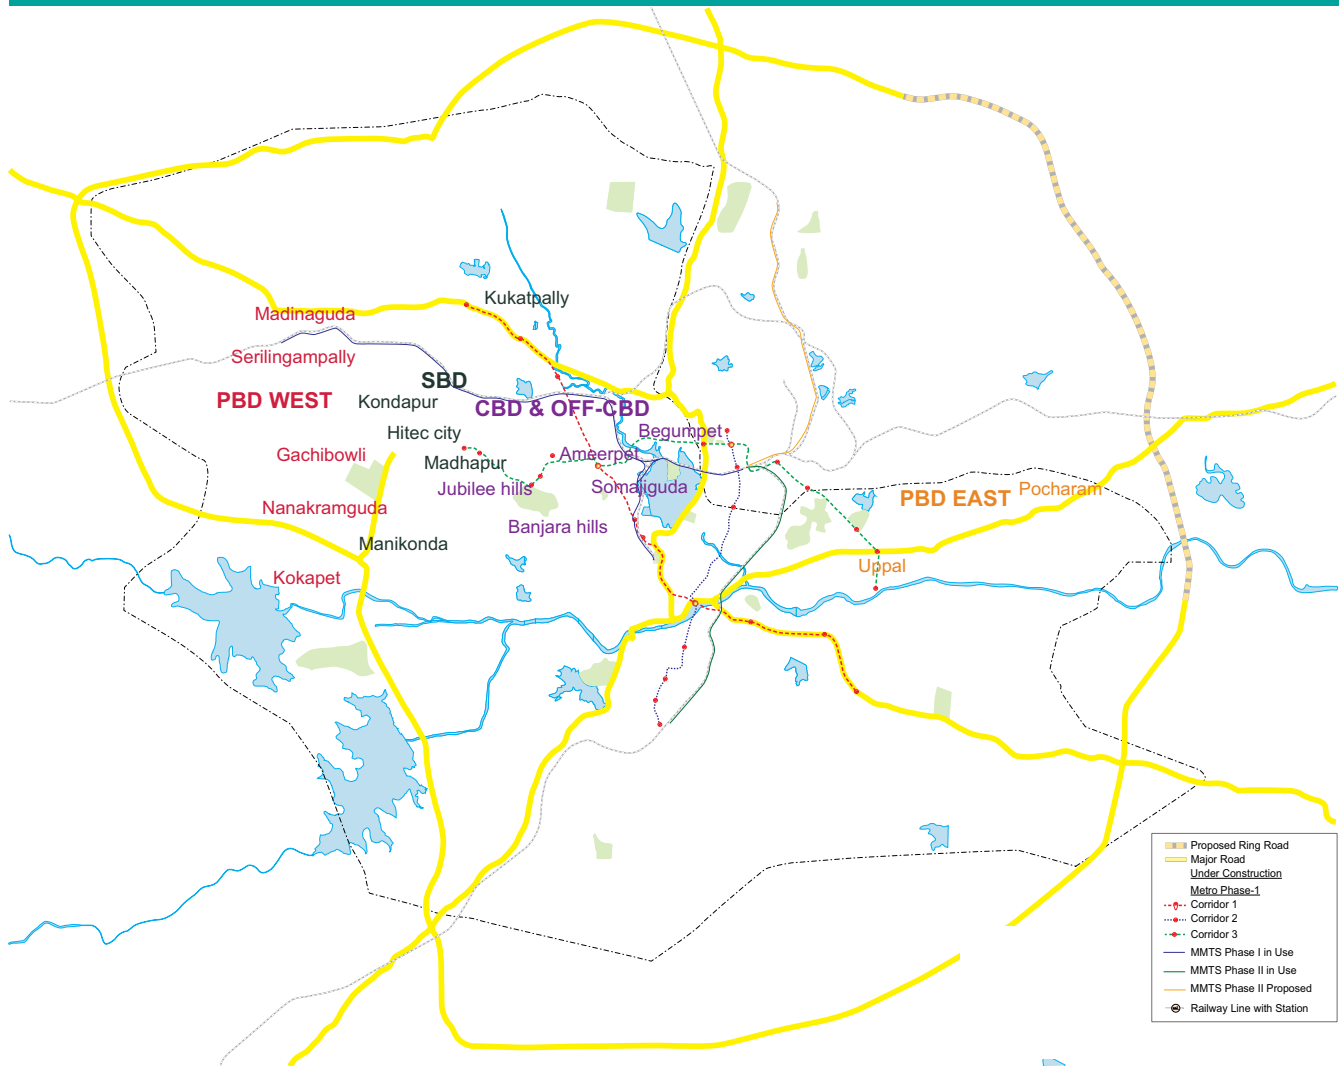 Kukatpally
Madinaguda
Serilingampally
SBD
PBD WEST
Kondapur
CBD & OFF-CBD
Hitec city
Begumpet
Gachibowli
Madhapur
Ameerpet
Jubilee hills
Somajiguda
PBD EAST
Pocharam
Nanakramguda
Banjara hills
Manikonda
Uppal
Kokapet
Proposed Ring Road
Major Road
Under Construction
Metro Phase-1
Corridor 1
Corridor 2
Corridor 3
MMTS Phase I in Use
MMTS Phase II in Use
MMTS Phase II Proposed
Railway Line with Station